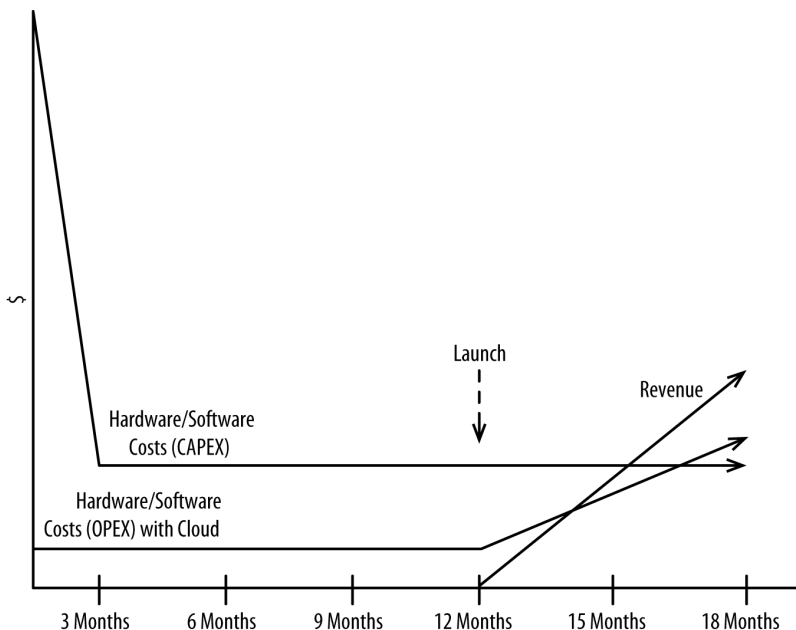 $
Launch
Revenue
Hardware/Software
Costs (CAPEX)
Hardware/Software
Costs (OPEX) with Cloud
3 Months
6 Months
9 Months
12 Months
15 Months
18 Months